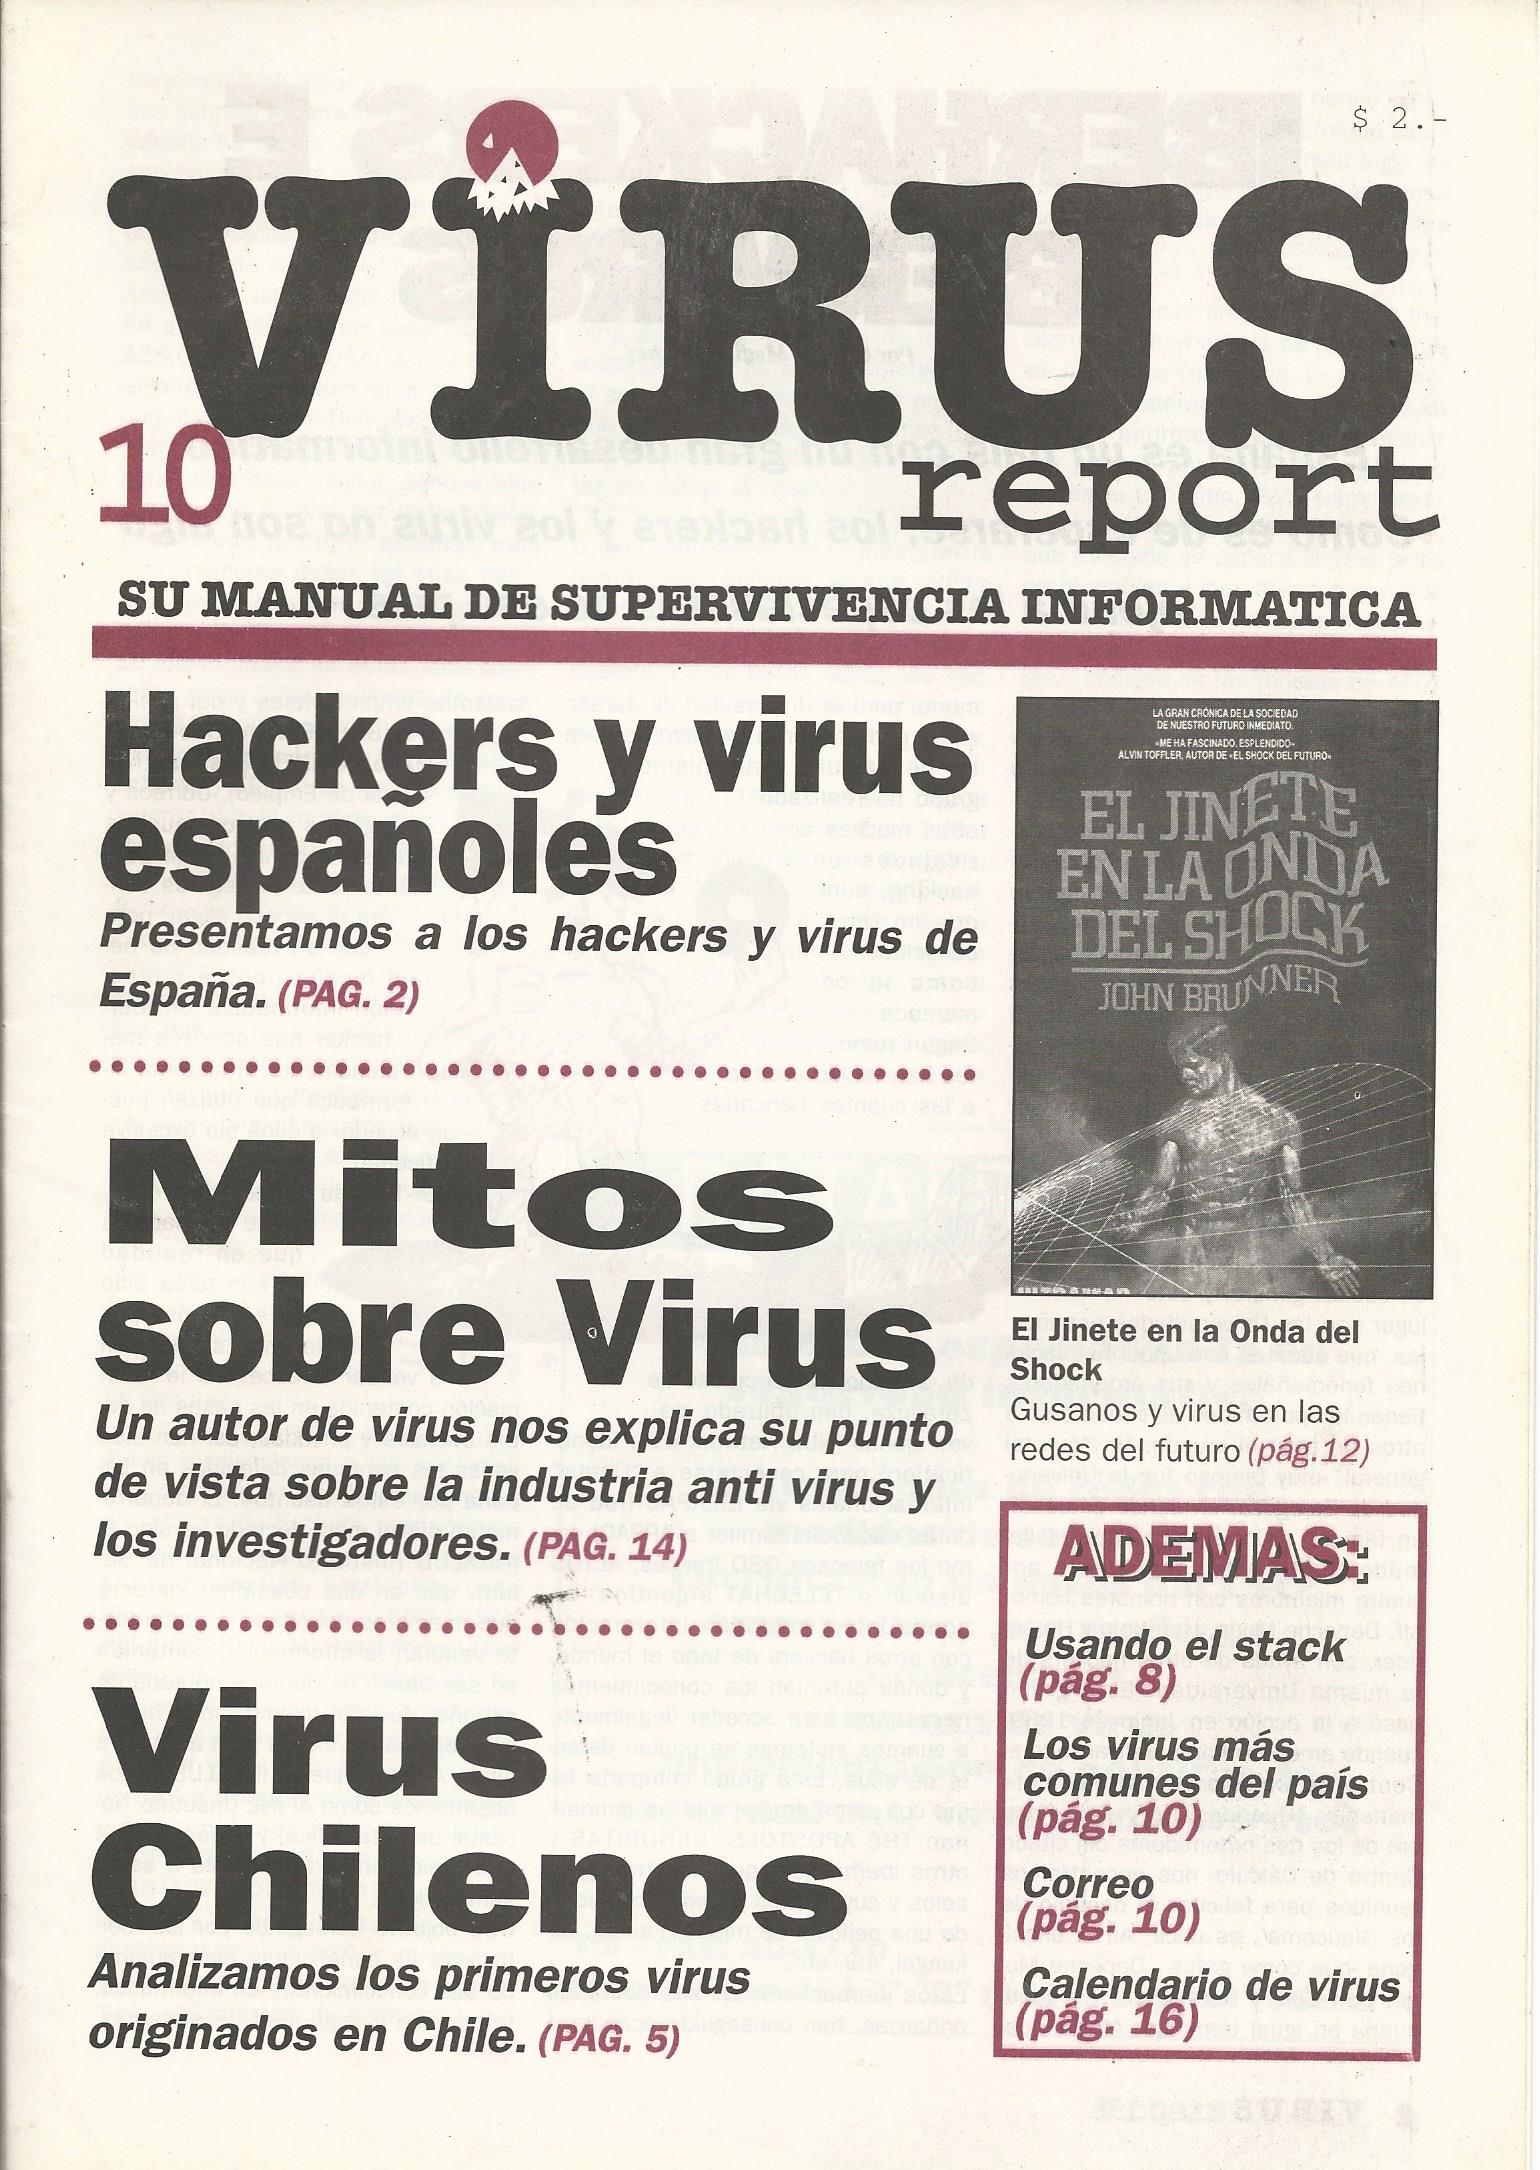 $ 2.-
VIRUS
10
report
SU MANUAL DE SUPERVIVENCIA INFORMATICA
Hackers y virus
españoles
Presentamos a los hackers y virus de
España. (PAG. 2)
Mitos
sobre Virus
Un autor de virus nos explica su punto
de vista sobre la industria anti virus y
los investigadores. (PAG. 14)
Virus
Chilenos
Analizamos los primeros virus
originados en Chile. (PAG. 5)
LA GRAN CRÓNICA DE LA SOCIEDAD
DE NUESTRO FUTURO INMEDIATO.
«ME HA FASCINADO. ESPLENDIDO»
ALVIN TOFFLER, AUTOR DE «EL SHOCK DEL FUTURO»
EL JINETE
EN LA ONDA
DEL SHOCK
JOHN BRUNNER
El Jinete en la Onda del
Shock
Gusanos y virus en las
redes del futuro (pág.12)
ADEMAS:
Usando el stack
(pág. 8)
Los virus más
comunes del país
(pág. 10)
Correo
(pág. 10)
Calendario de virus
(pág. 16)